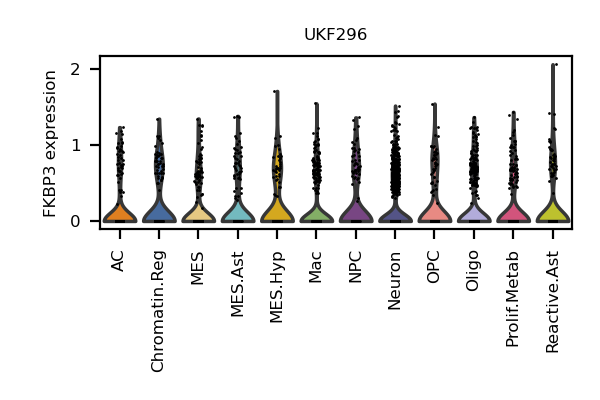 UKF296
FKBP3 expression
2
1
0
AC
Chromatin.Reg
MES
MES.Ast
MES.Hyp
Mac
NPC
Neuron
OPC
Oligo
Prolif.Metab
Reactive.Ast